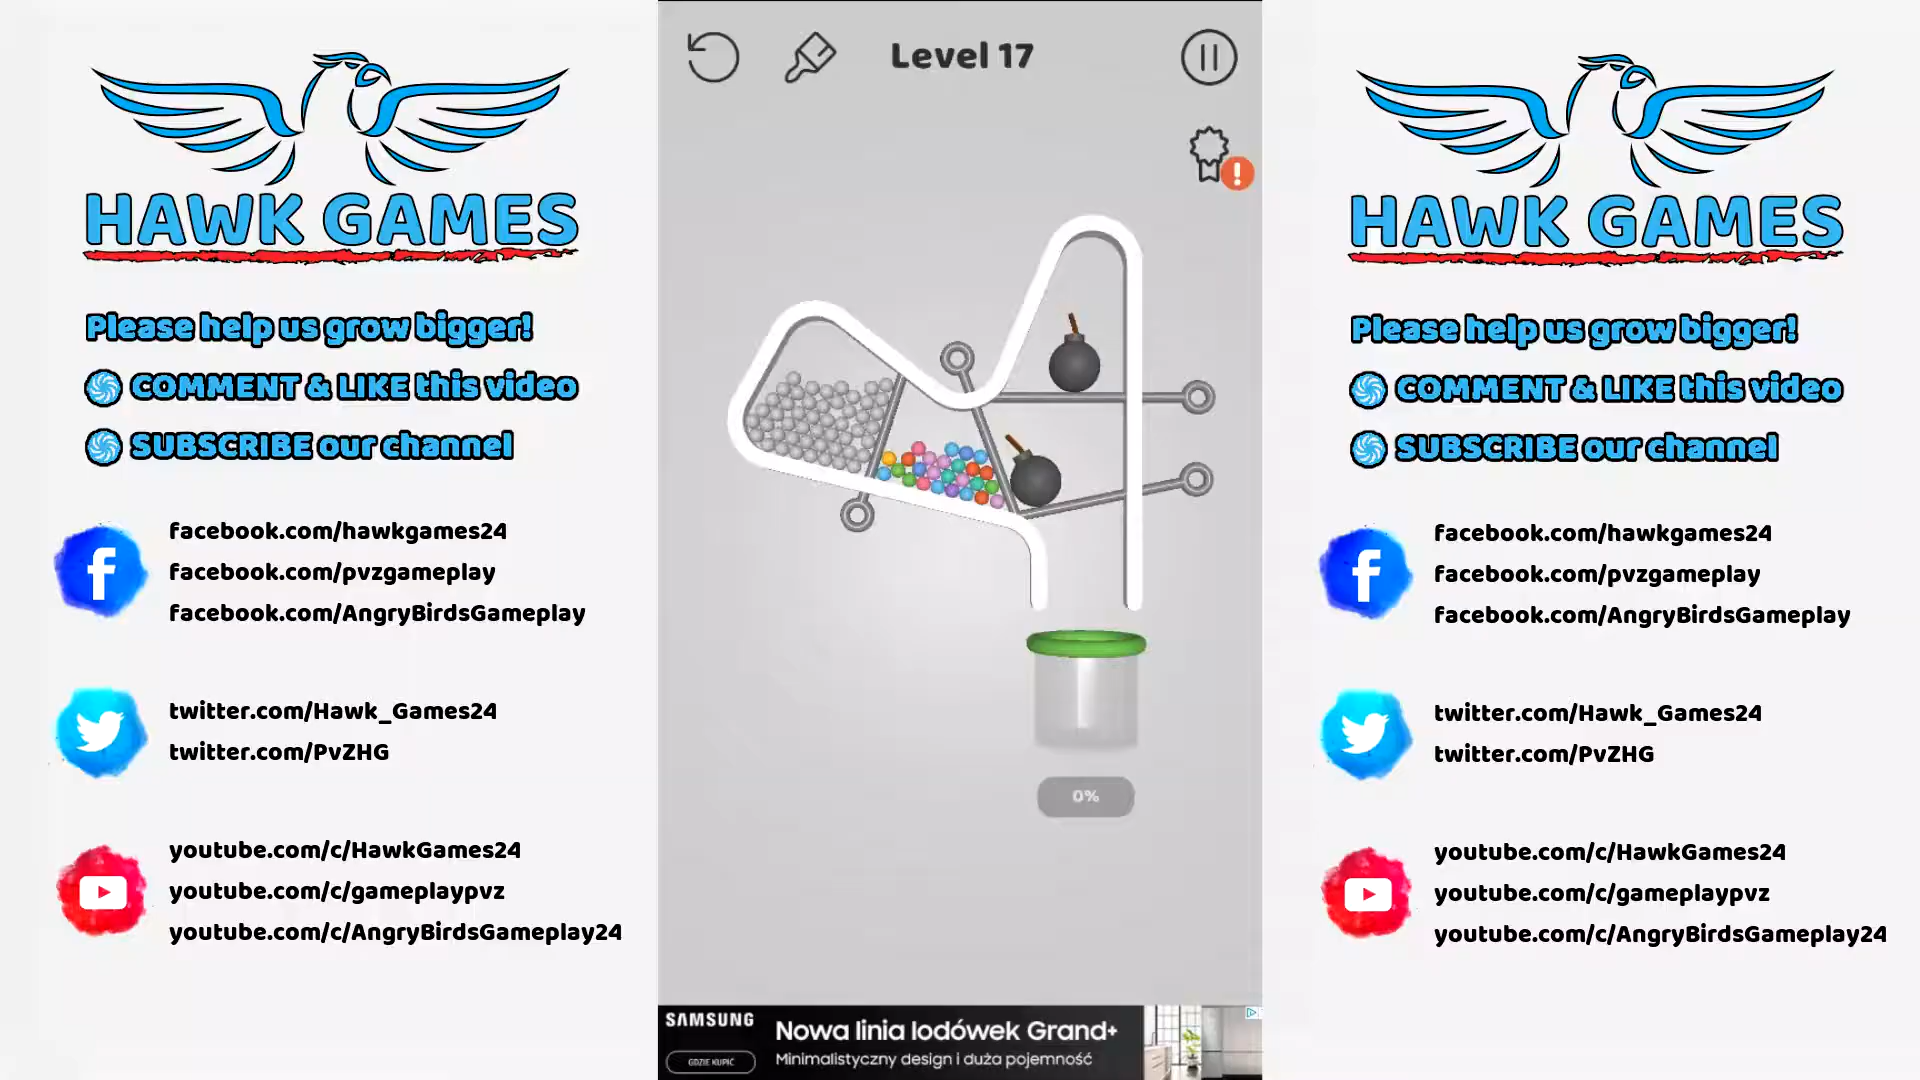 HAWK GAMES
Please help us grow bigger!
COMMENT & LIKE this video
SUBSCRIBE our channel
facebook.com/hawkgames24
facebook.com/pvzgameplay
facebook.com/AngryBirdsGameplay
twitter.com/Hawk_Games24
twitter.com/PvZHG
youtube.com/c/HawkGames24
youtube.com/c/gameplaypvz
youtube.com/c/AngryBirdsGameplay24
Level 17
!
0%
SAMSUNG
GDZIE KUPIĆ
Nowa linia lodówek Grand+
Minimalistyczny design i duża pojemność
HAWK GAMES
Please help us grow bigger!
COMMENT & LIKE this video
SUBSCRIBE our channel
facebook.com/hawkgames24
facebook.com/pvzgameplay
facebook.com/AngryBirdsGameplay
twitter.com/Hawk_Games24
twitter.com/PvZHG
youtube.com/c/HawkGames24
youtube.com/c/gameplaypvz
youtube.com/c/AngryBirdsGameplay24